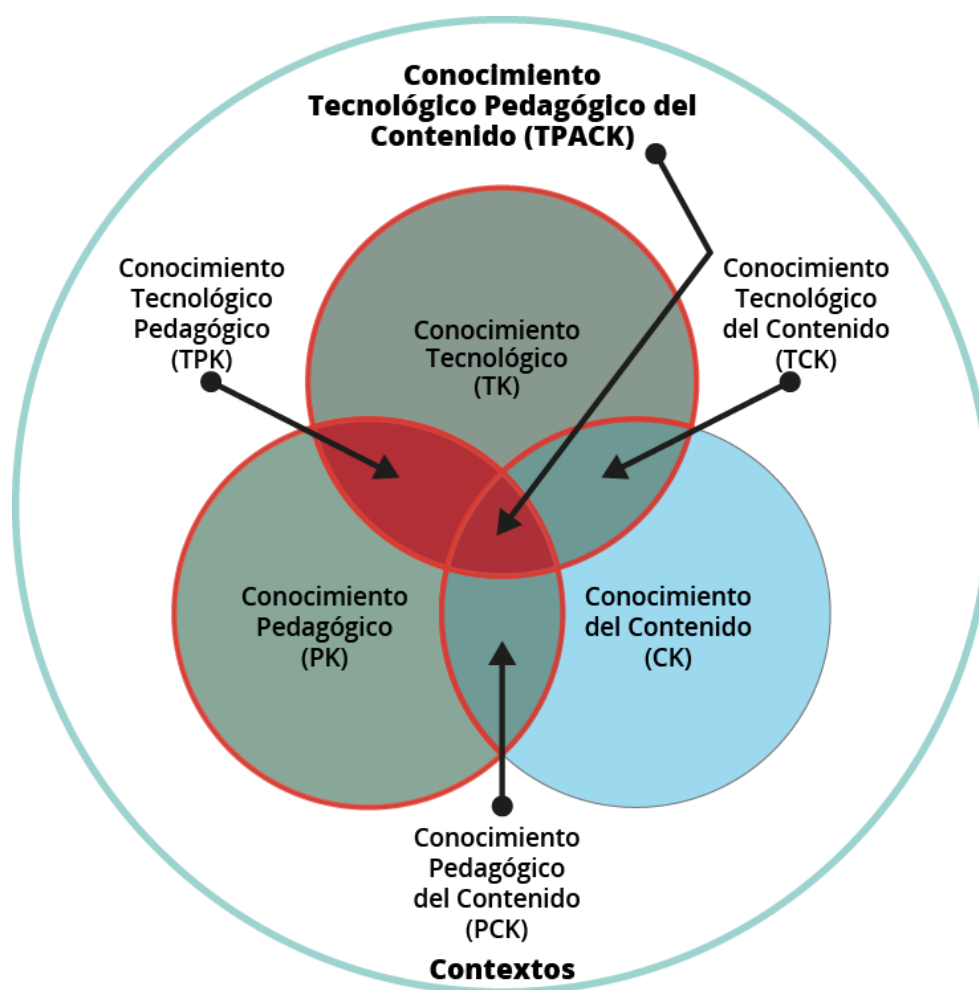 Conocimiento
Tecnológico Pedagógico del
Contenido (TPACK)
Conocimiento
Tecnológico
Pedagógico
(TPK)
Conocimiento
Tecnológico
(TK)
Conocimiento
Tecnológico
del Contenido
(TCK)
Conocimiento
Pedagógico
(PK)
Conocimiento
del Contenido
(CK)
Conocimiento
Pedagógico
del Contenido
(PCK)
Contextos